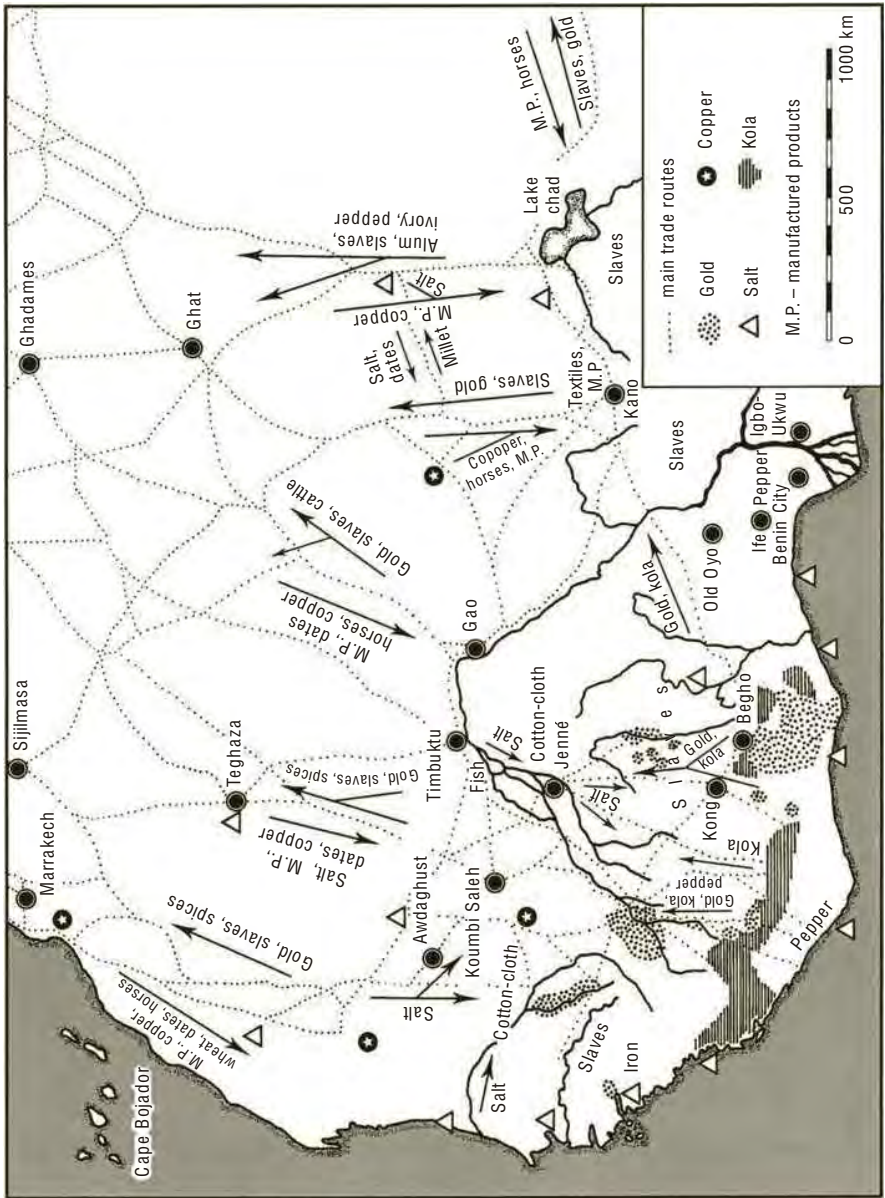 Cape Bojador
Marrakech
Sijilmasa
Ghadames
Ghat
M.P., copper,
wheat, dates, horses
Gold, slaves, spices
Teghaza
Salt, M.P.,
dates, copper
Gold, slaves, spices
M.P., dates
horses, copper
Gold, slaves, cattle
Alum, slaves,
ivory, pepper
Salt
M.P., copper
Salt,
dates
Millet
Slaves, gold
Copoper,
horses, M.P.
M.P., horses
Slaves, gold
Salt
Awdaghust
Koumbi Saleh
Timbuktu
Fish
Gao
Lake
chad
Salt
Cotton-cloth
Cotton-cloth
Jenné
Salt
Salt
Textiles,
M.P
Kano
Slaves
Slaves
Iron
Slaves
Slaves
Gold, kola,
pepper
Kola
Kong
Gold,
kola
Begho
Gold, kola
Old Oyo
Ife
Pepper
Benin City
Igbo-
Ukwu
Pepper
main trade routes
Gold
Copper
Salt
Kola
M.P. – manufactured products
0
500
1000 km